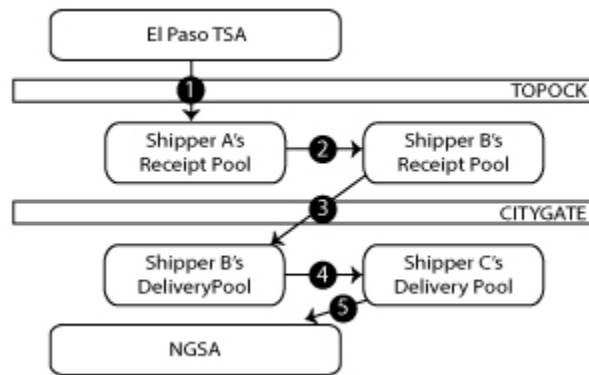 El Paso TSA
1
TOPOCK
Shipper A's
Receipt Pool
2
Shipper B's
Receipt Pool
3
CITYGATE
Shipper B's
DeliveryPool
4
Shipper C's
Delivery Pool
5
NGSA